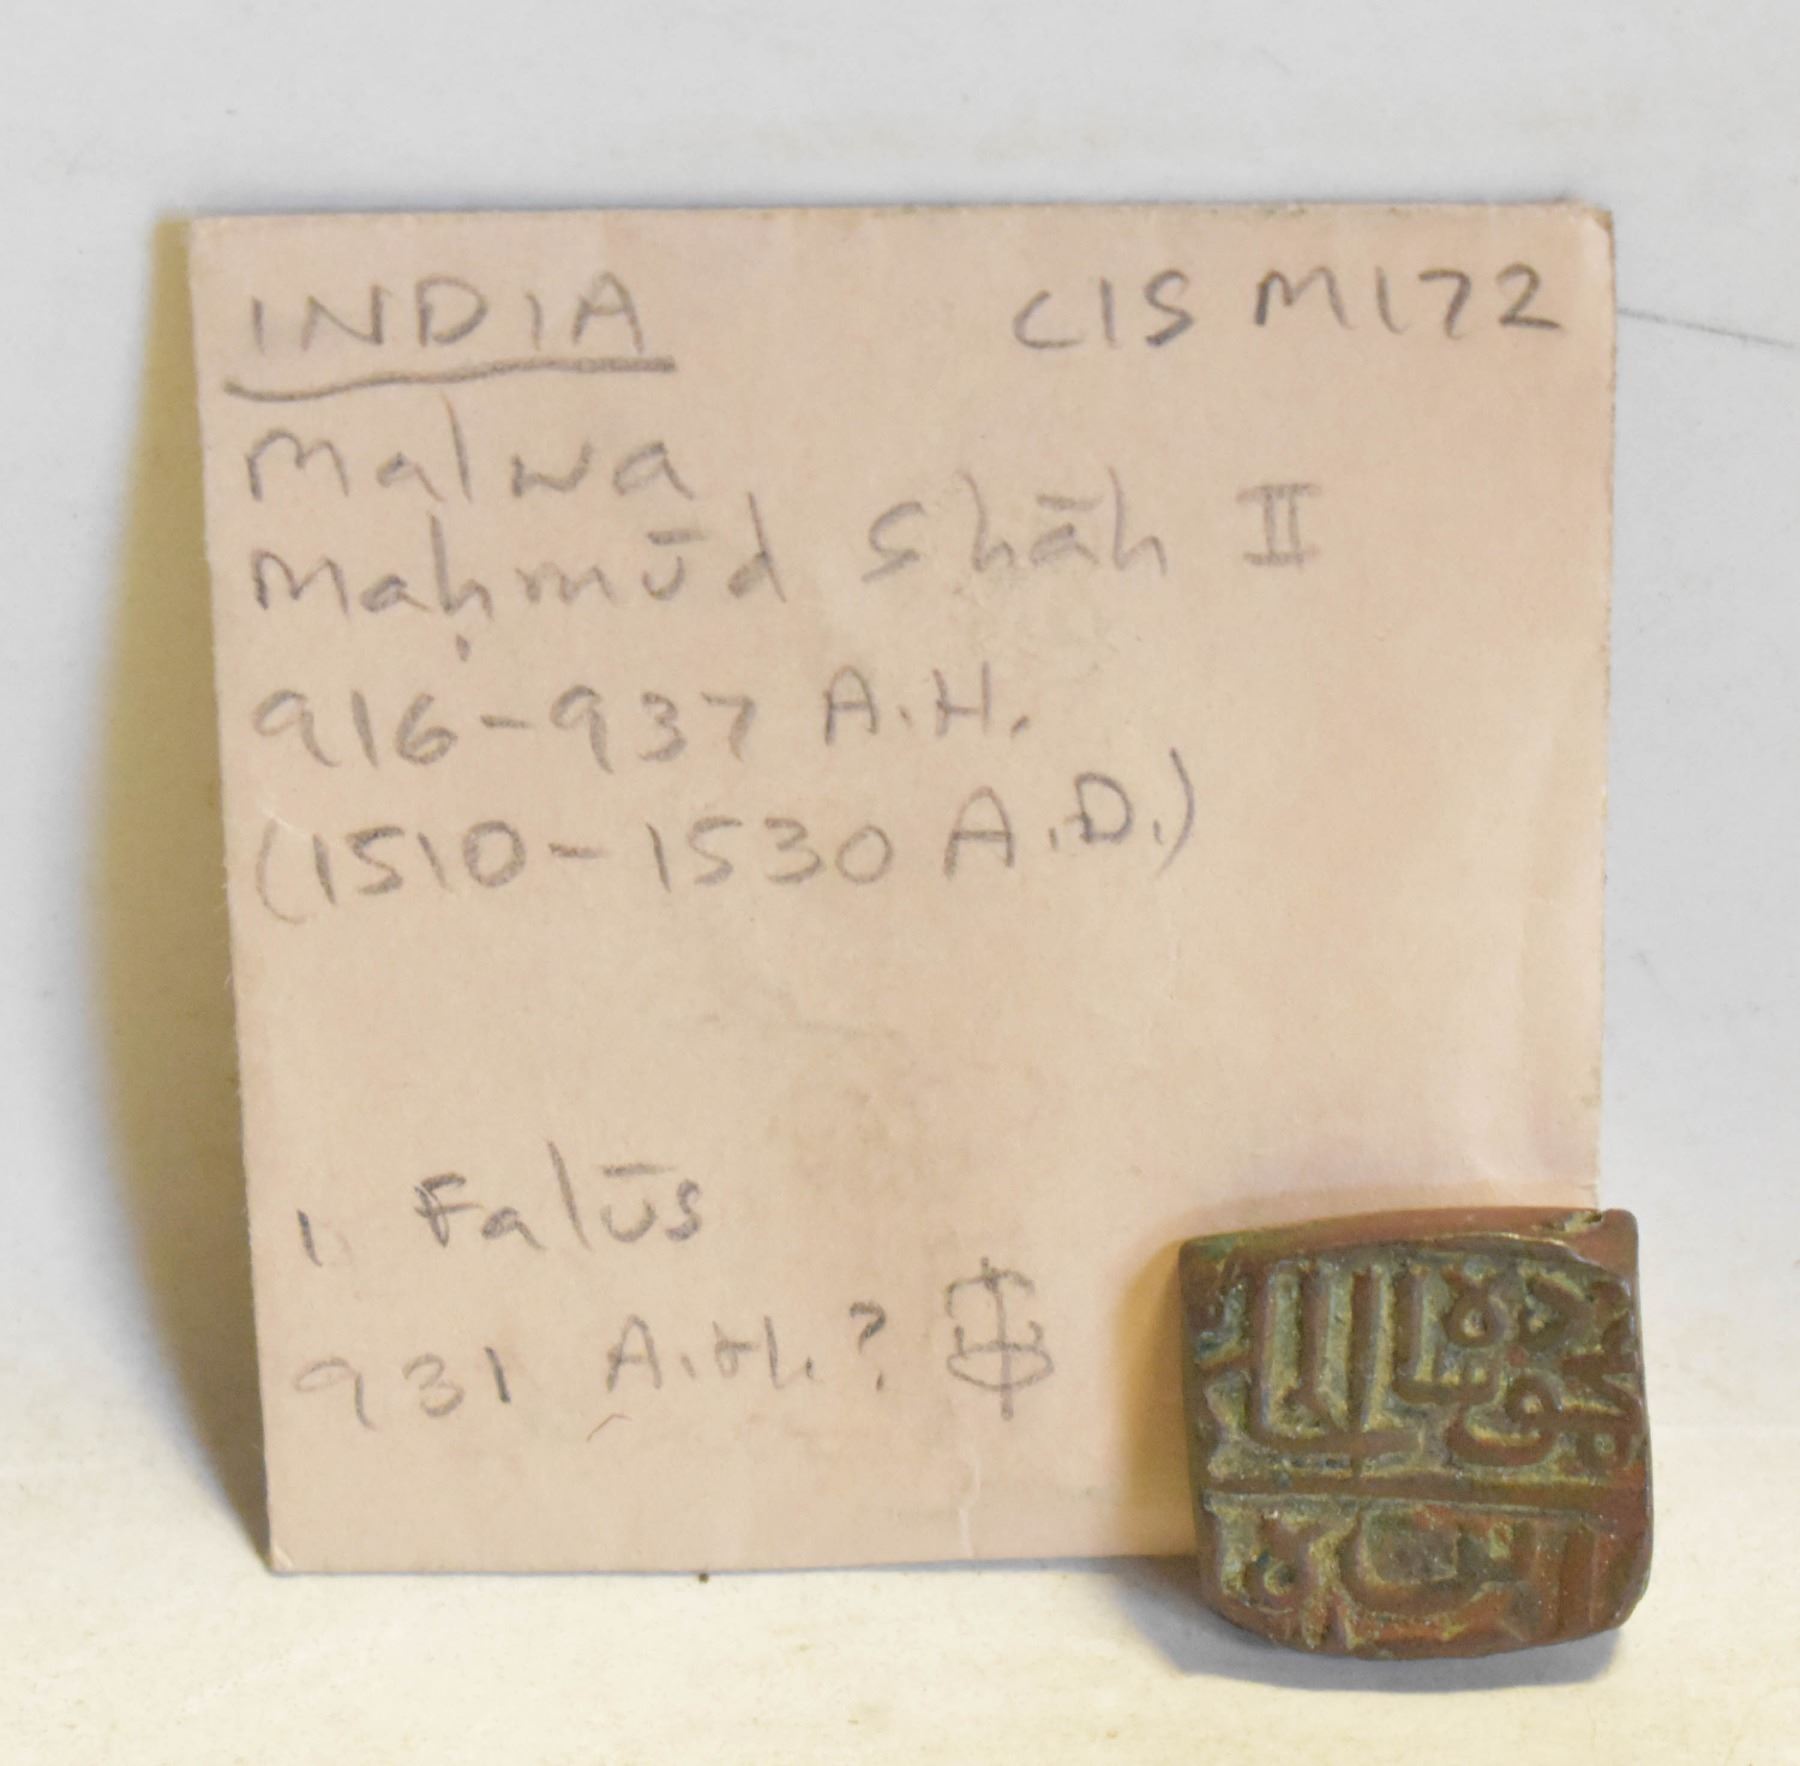 INDIA CIS M172
Malwa
Maḥmūd Shāh II
916-937 A.H.
(1510-1530 A.D.)
1 Falūs
931 A.H.?